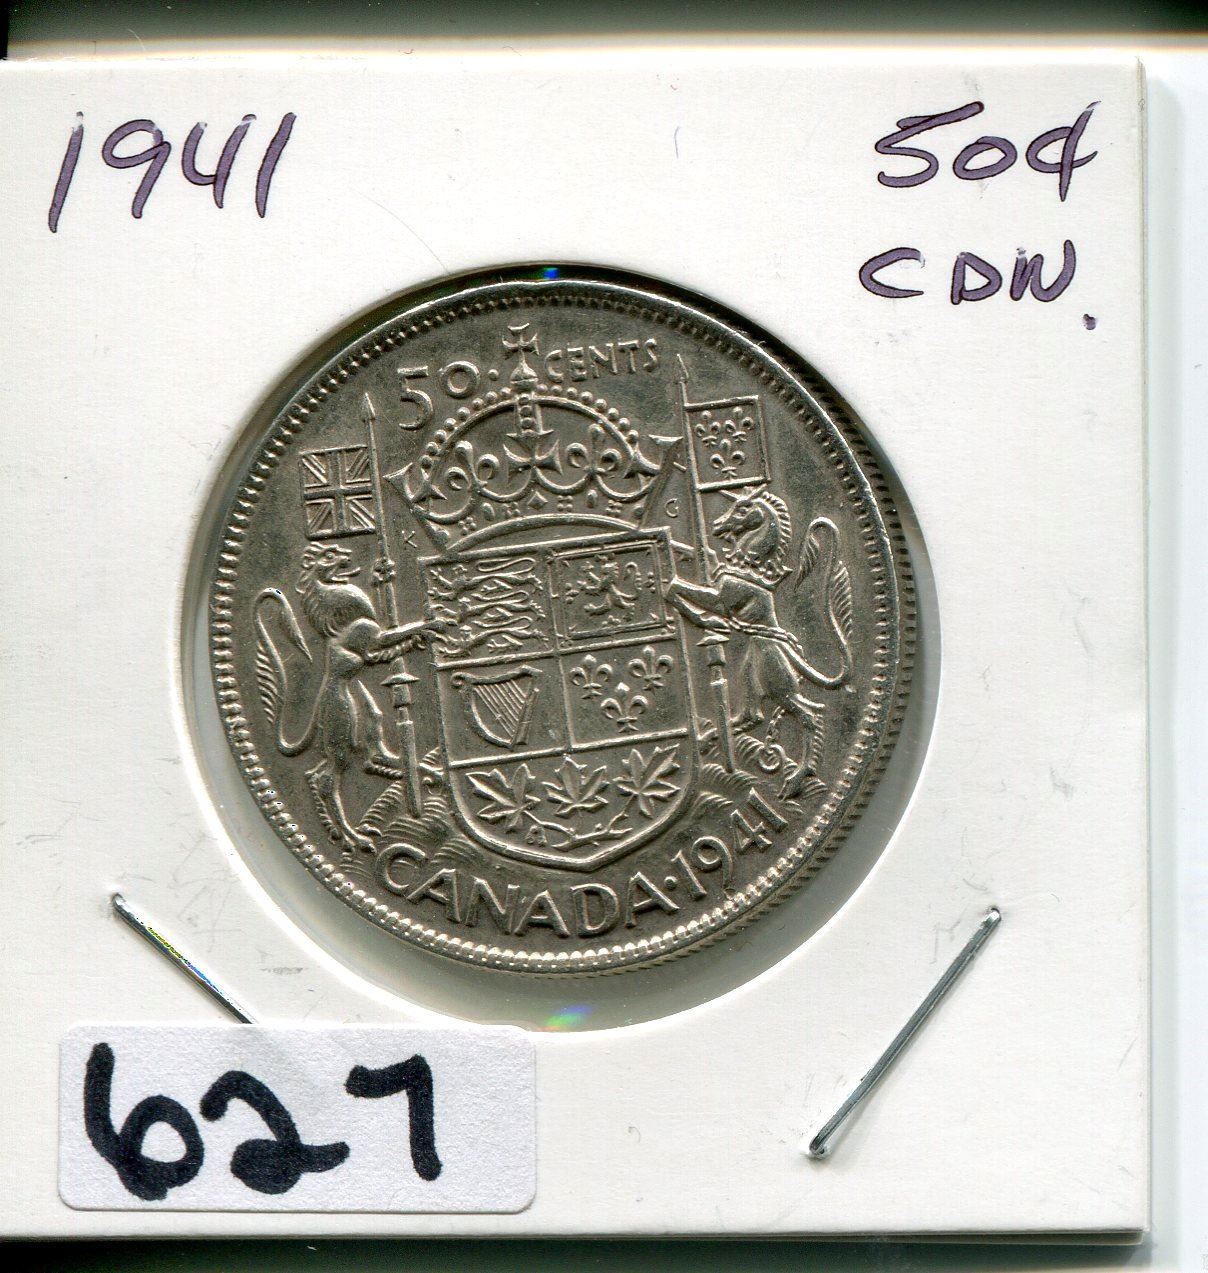 1941
50¢
CDN.
50 · CENTS
K G
CANADA · 1941
627